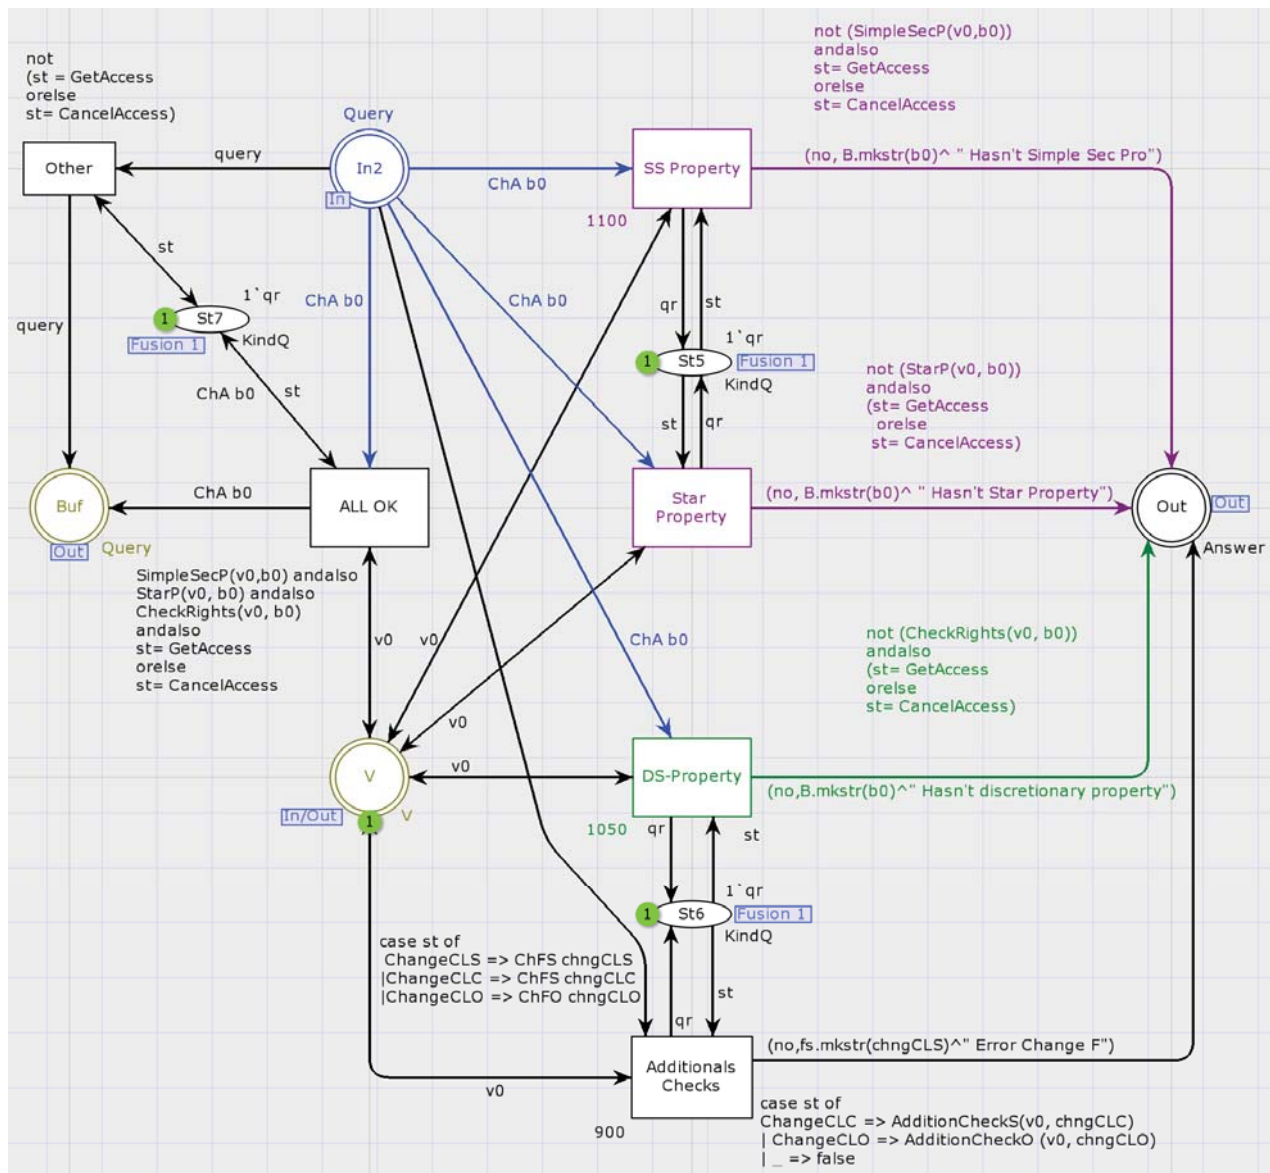 not (SimpleSecP(v0,b0))
andalso
st= GetAccess
orelse
st= CancelAccess
not
(st = GetAccess
orelse
st= CancelAccess)
Query
Other
query
In2
In
ChA b0
SS Property
(no, B.mkstr(b0)^ " Hasn't Simple Sec Pro")
1100
st
1`qr
1
St7
Fusion 1
KindQ
query
ChA b0
ChA b0
qr
st
1`qr
1
St5
Fusion 1
KindQ
ChA b0
st
st
qr
not (StarP(v0, b0))
andalso
(st= GetAccess
orelse
st= CancelAccess)
Buf
Out
Query
ChA b0
ALL OK
Star
Property
(no, B.mkstr(b0)^ " Hasn't Star Property")
Out
Out
Answer
SimpleSecP(v0,b0) andalso
StarP(v0, b0) andalso
CheckRights(v0, b0)
andalso
st= GetAccess
orelse
st= CancelAccess
v0
v0
ChA b0
not (CheckRights(v0, b0))
andalso
(st= GetAccess
orelse
st= CancelAccess)
v0
V
In/Out
1
V
v0
DS-Property
(no,B.mkstr(b0)^" Hasn't discretionary property")
1050
qr
st
1`qr
1
St6
Fusion 1
KindQ
case st of
ChangeCLS => ChFS chngCLS
|ChangeCLC => ChFS chngCLC
|ChangeCLO => ChFO chngCLO
st
qr
(no,fs.mkstr(chngCLS)^" Error Change F")
Additionals
Checks
v0
900
case st of
ChangeCLC => AdditionCheckS(v0, chngCLC)
| ChangeCLO => AdditionCheckO (v0, chngCLO)
| _ => false